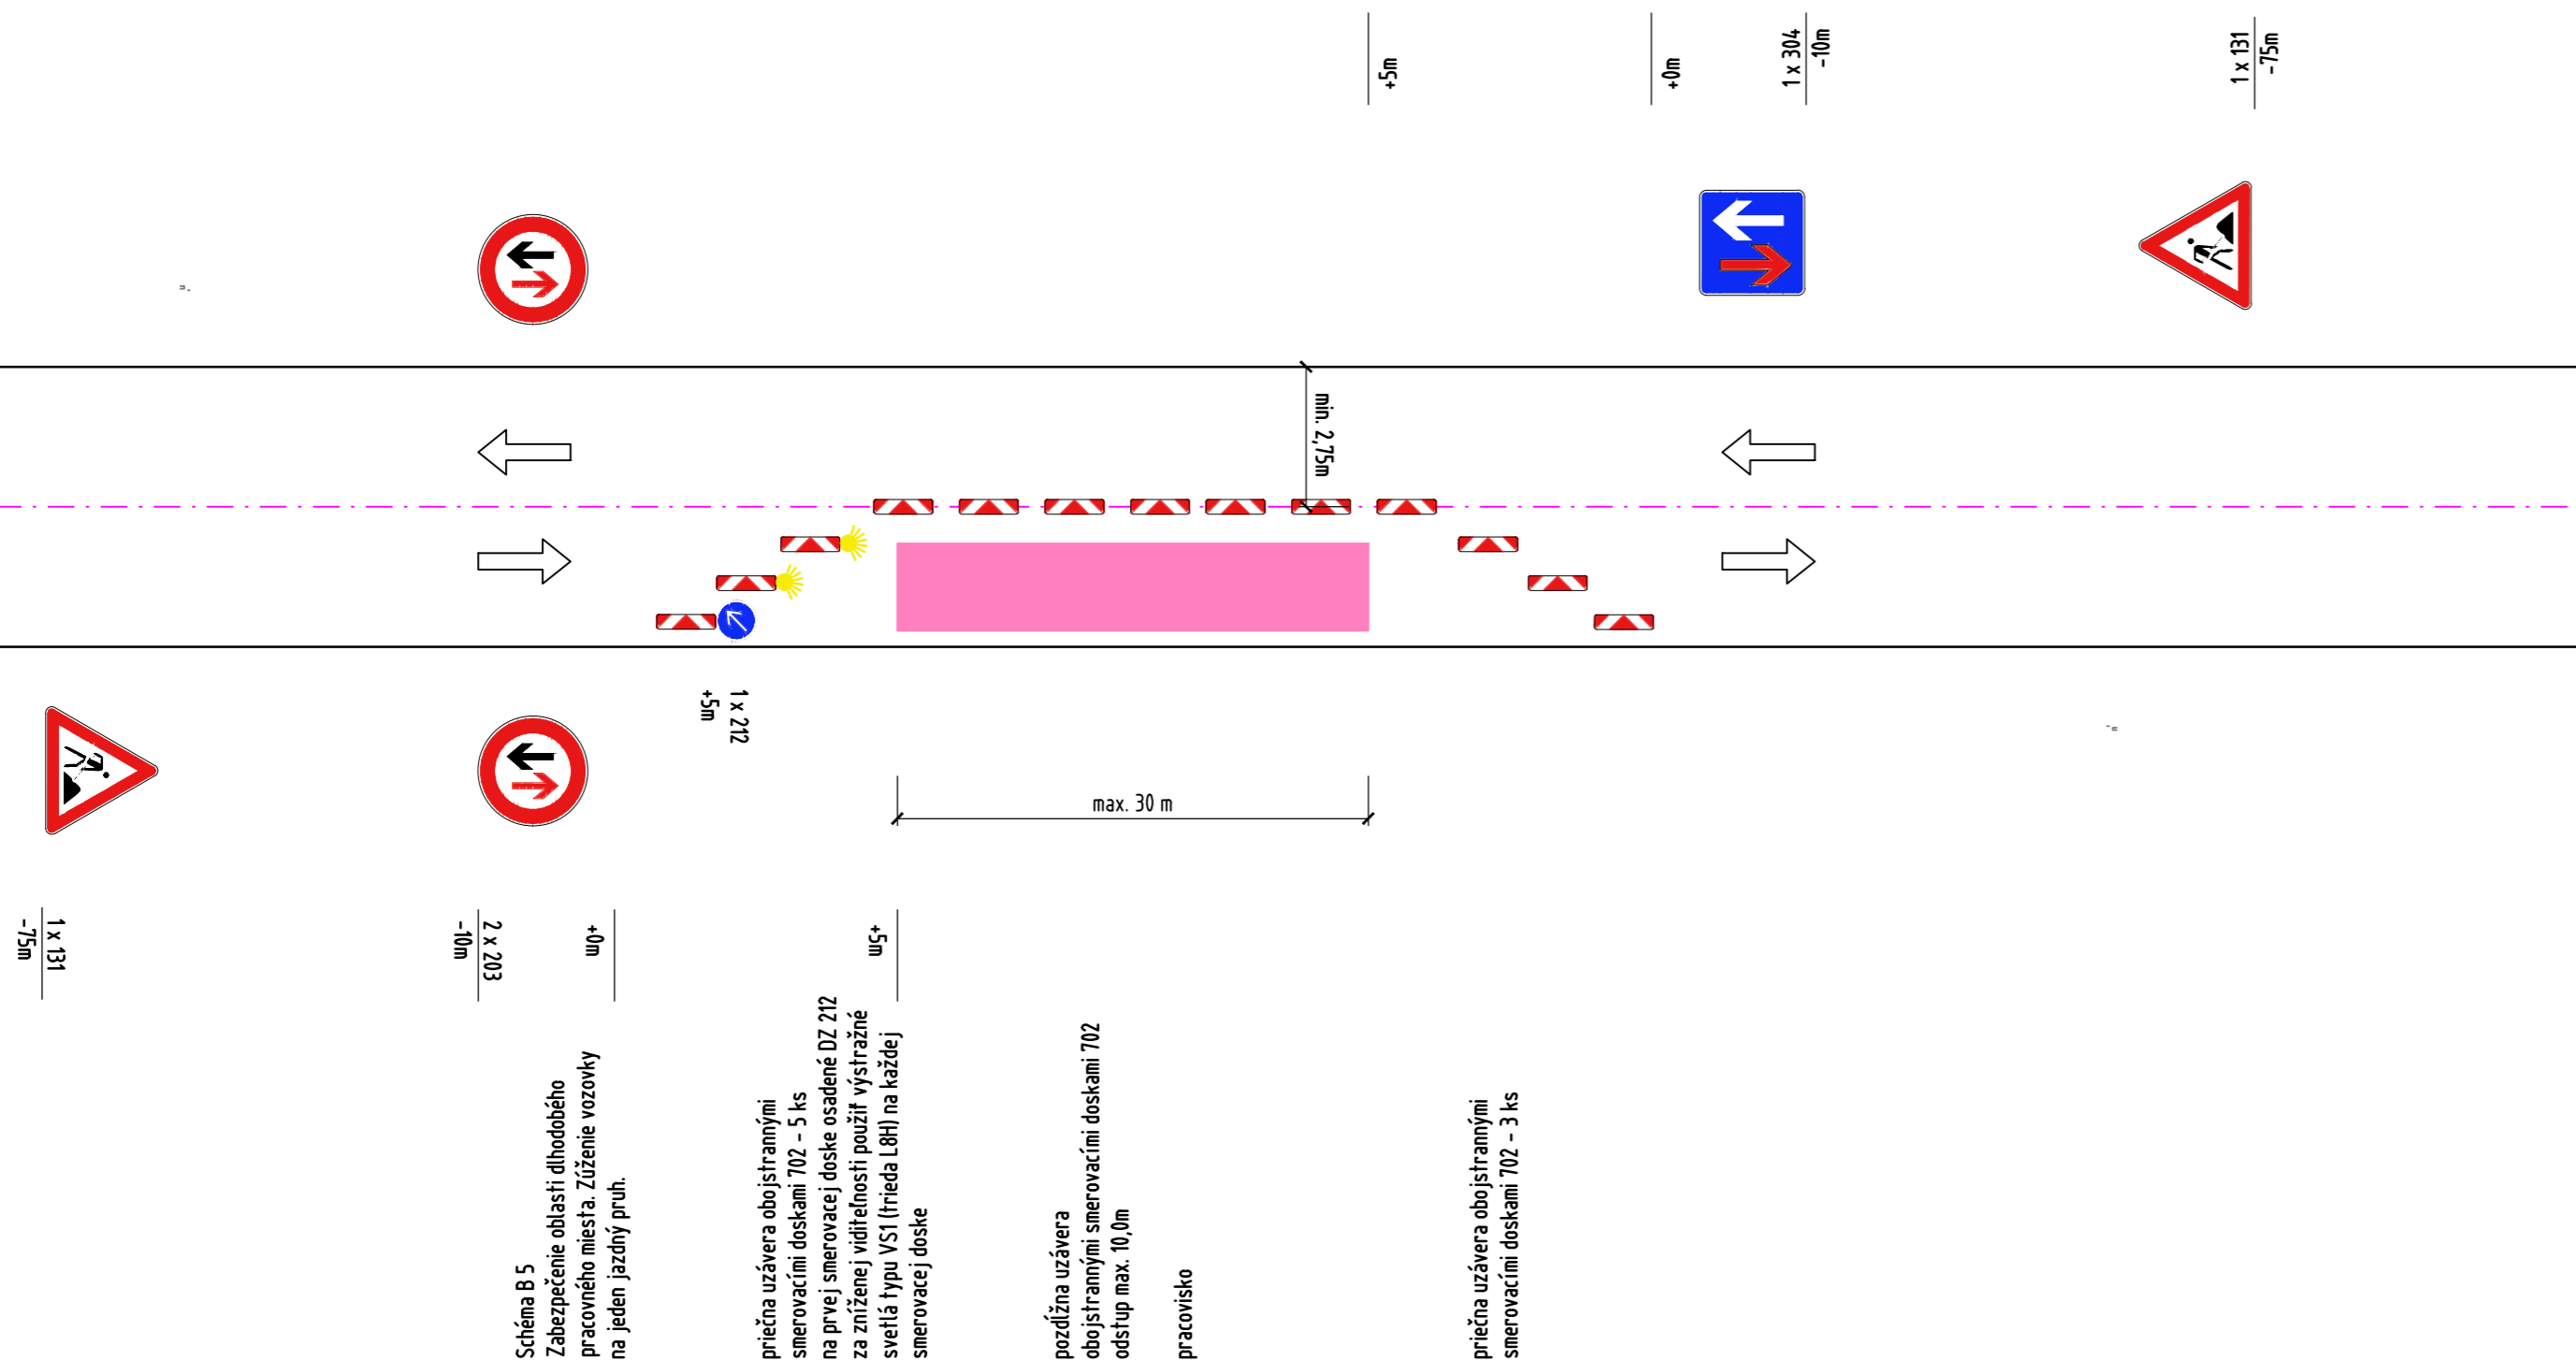 +5m
+0m
1 x 304
-10m
1 x 131
-75m
min. 2,75m
1 x 212
+5m
max. 30 m
1 x 131
-75m
2 x 203
-10m
+0m
+5m
Schéma B 5
Zabezpečenie oblasti dlhodobého
pracovného miesta. Zúženie vozovky
na jeden jazdný pruh.
priečna uzávera obojstrannými
smerovacími doskami 702 - 5 ks
na prvej smerovacej doske osadené DZ 212
za zníženej viditeľnosti použiť výstražné
svetlá typu VS1 (trieda L8H) na každej
smerovacej doske
pozdĺžna uzávera
obojstrannými smerovacími doskami 702
odstup max. 10,0m
pracovisko
priečna uzávera obojstrannými
smerovacími doskami 702 - 3 ks